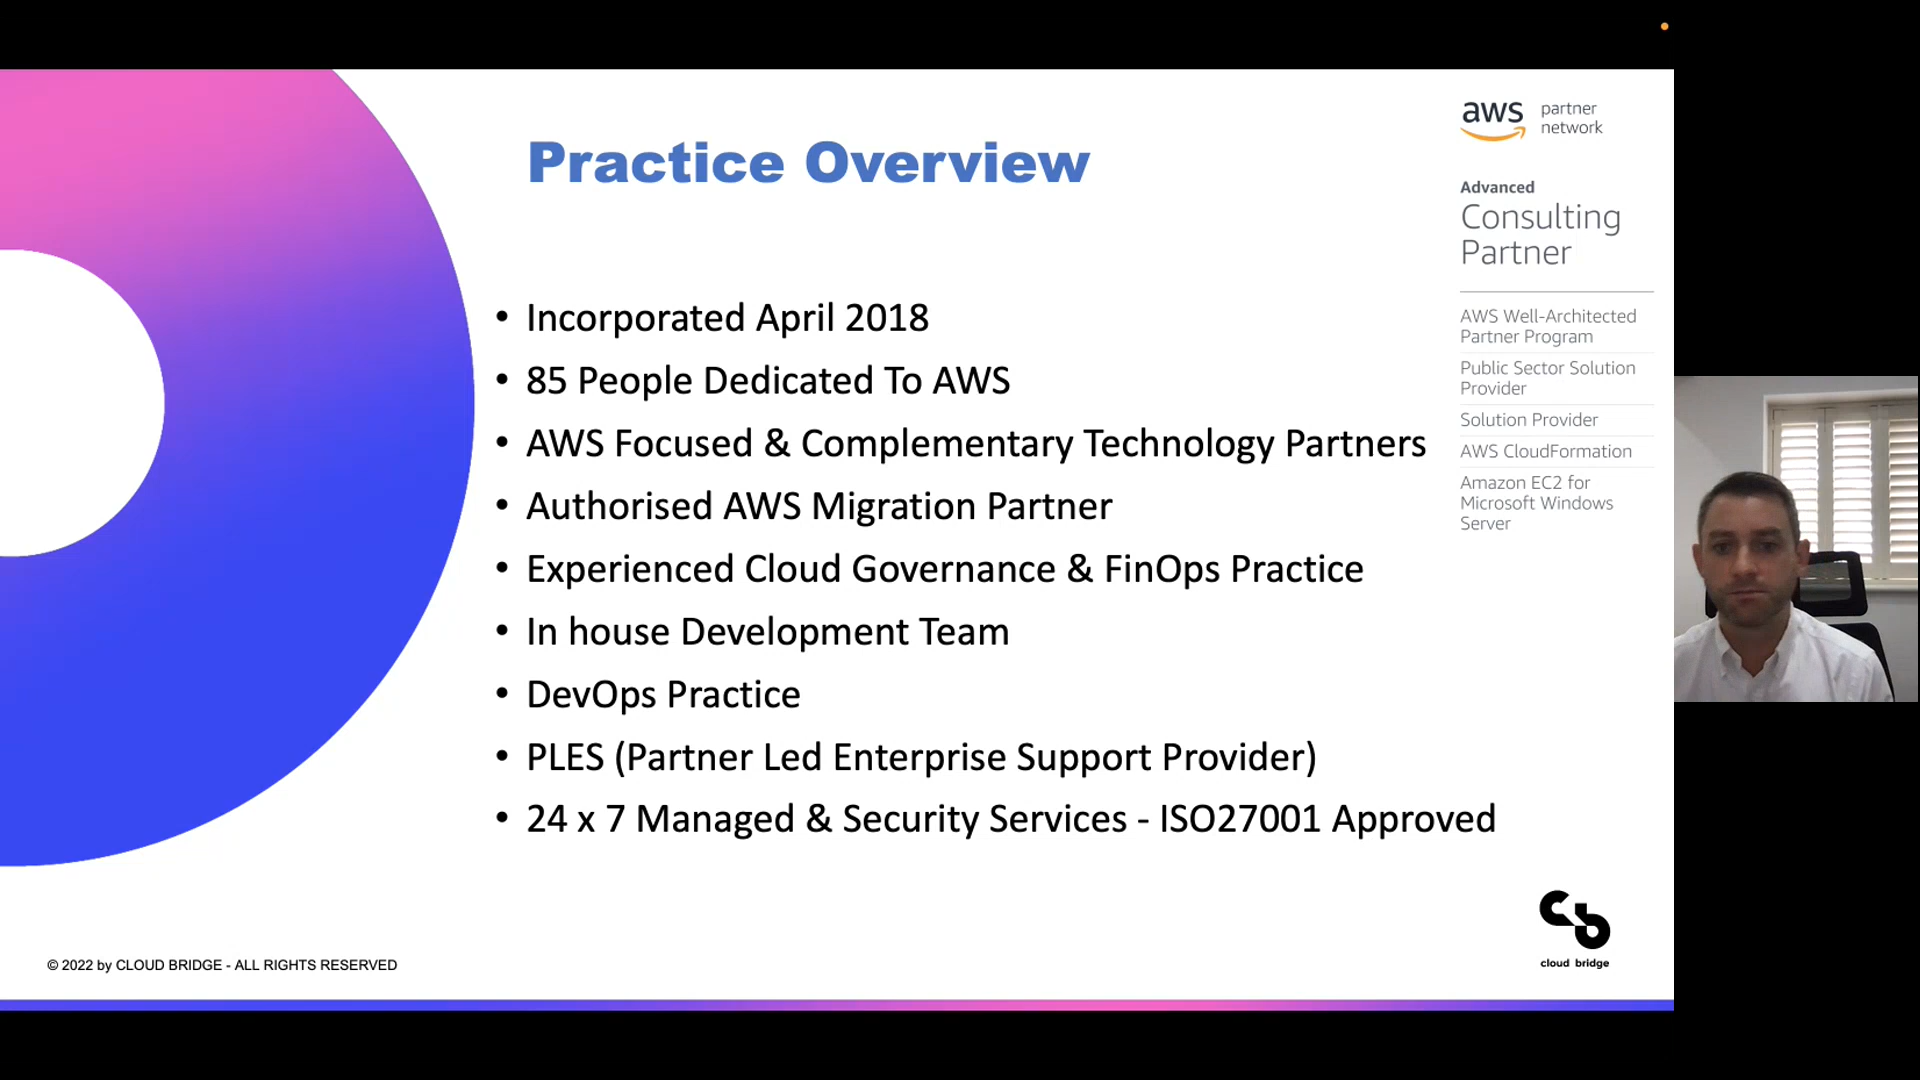 Practice Overview
• Incorporated April 2018
• 85 People Dedicated To AWS
• AWS Focused & Complementary Technology Partners
• Authorised AWS Migration Partner
• Experienced Cloud Governance & FinOps Practice
• In house Development Team
• DevOps Practice
• PLES (Partner Led Enterprise Support Provider)
• 24 x 7 Managed & Security Services - ISO27001 Approved
aws partner
network
Advanced
Consulting
Partner
AWS Well-Architected
Partner Program
Public Sector Solution
Provider
Solution Provider
AWS CloudFormation
Amazon EC2 for
Microsoft Windows
Server
cb
cloud bridge
© 2022 by CLOUD BRIDGE - ALL RIGHTS RESERVED